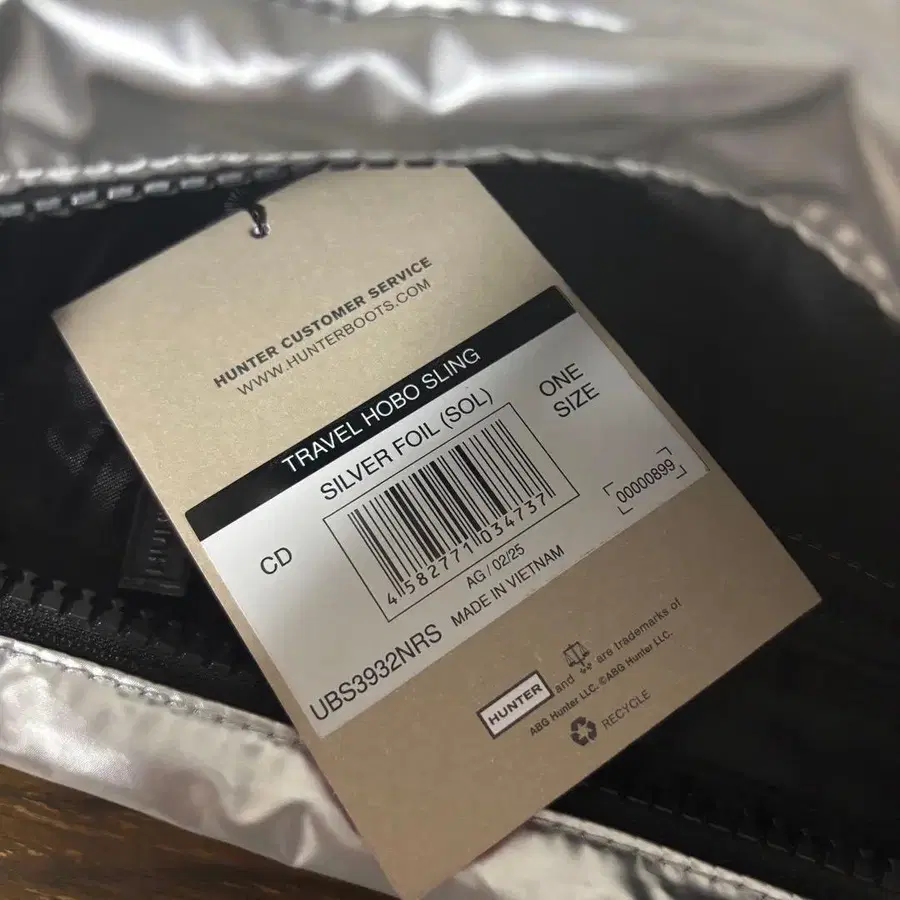 HUNTER CUSTOMER SERVICE
WWW.HUNTERBOOTS.COM
TRAVEL HOBO SLING
SILVER FOIL (SOL)
ONE
SIZE
CD
4 582771 034737
00000899
AG / 02/25
UBS3932NRS MADE IN VIETNAM
HUNTER and are trademarks of
ABG Hunter LLC. ©ABG Hunter LLC.
RECYCLE